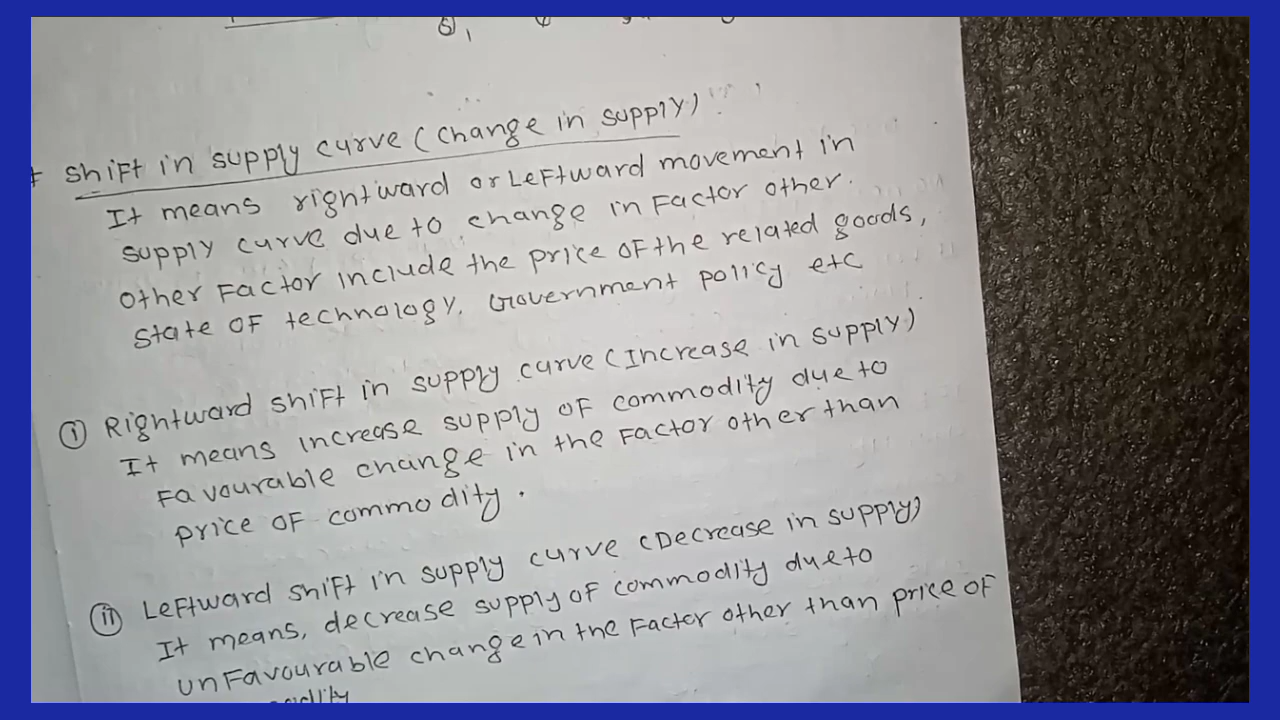 Shift in supply curve (Change in supply)
It means rightward or Leftward movement in
supply curve due to change in Factor other.
other Factor include the price of the related goods,
state of technology. Government policy etc
(i) Rightward shift in supply curve (Increase in supply)
It means increase supply of commodity due to
Favourable change in the Factor other than
price of commodity.
(ii) Leftward shift in supply curve (Decrease in supply)
It means, decrease supply of commodity due to
unFavourable change in the Factor other than price of